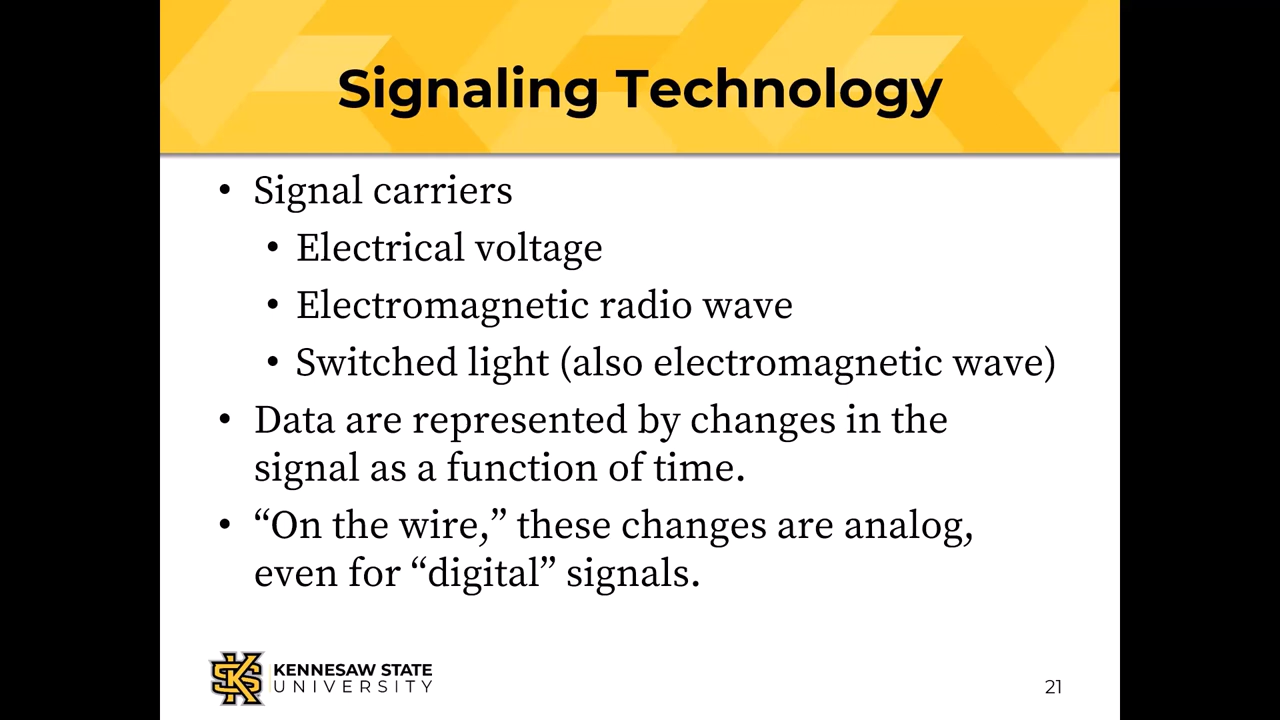 Signaling Technology
• Signal carriers
• Electrical voltage
• Electromagnetic radio wave
• Switched light (also electromagnetic wave)
• Data are represented by changes in the
signal as a function of time.
• “On the wire,” these changes are analog,
even for “digital” signals.
KENNESAW STATE
UNIVERSITY
21